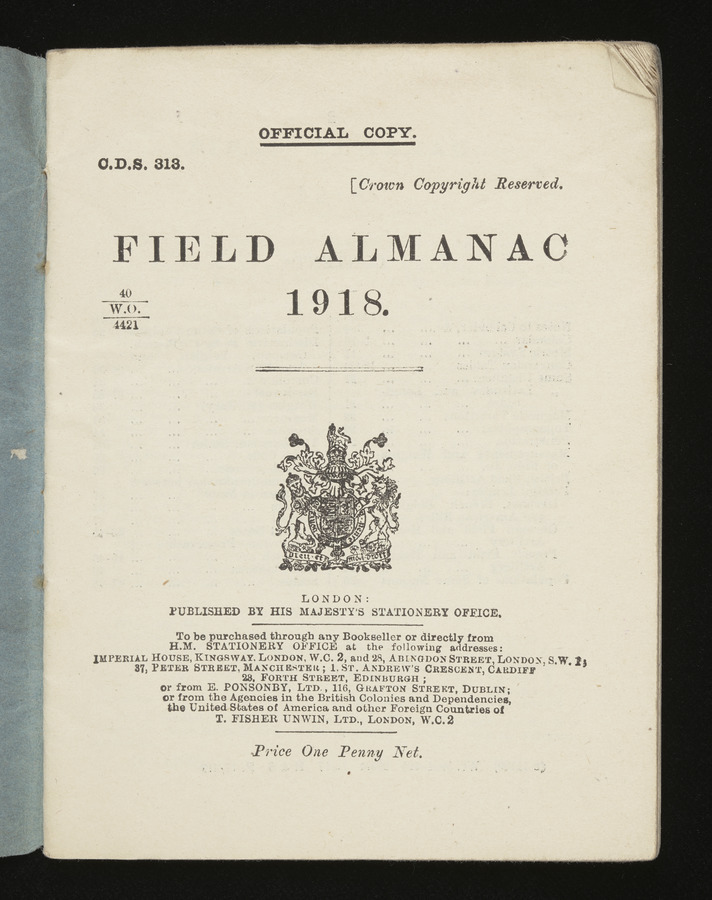 OFFICIAL COPY.
C.D.S. 313.
[Crown Copyright Reserved.
FIELD ALMANAC
1918.
40
W.O.
4421
LONDON:
PUBLISHED BY HIS MAJESTY'S STATIONERY OFFICE.
To be purchased through any Bookseller or directly from
H.M. STATIONERY OFFICE at the following addresses:
IMPERIAL HOUSE, KINGSWAY, LONDON, W.C. 2, and 28, ABINGDON STREET, LONDON, S.W. 1;
37, PETER STREET, MANCHESTER; 1, ST. ANDREW'S CRESCENT, CARDIFF
23, FORTH STREET, EDINBURGH;
or from E. PONSONBY, LTD., 116, GRAFTON STREET, DUBLIN;
or from the Agencies in the British Colonies and Dependencies,
the United States of America and other Foreign Countries of
T. FISHER UNWIN, LTD., LONDON, W.C. 2
Price One Penny Net.